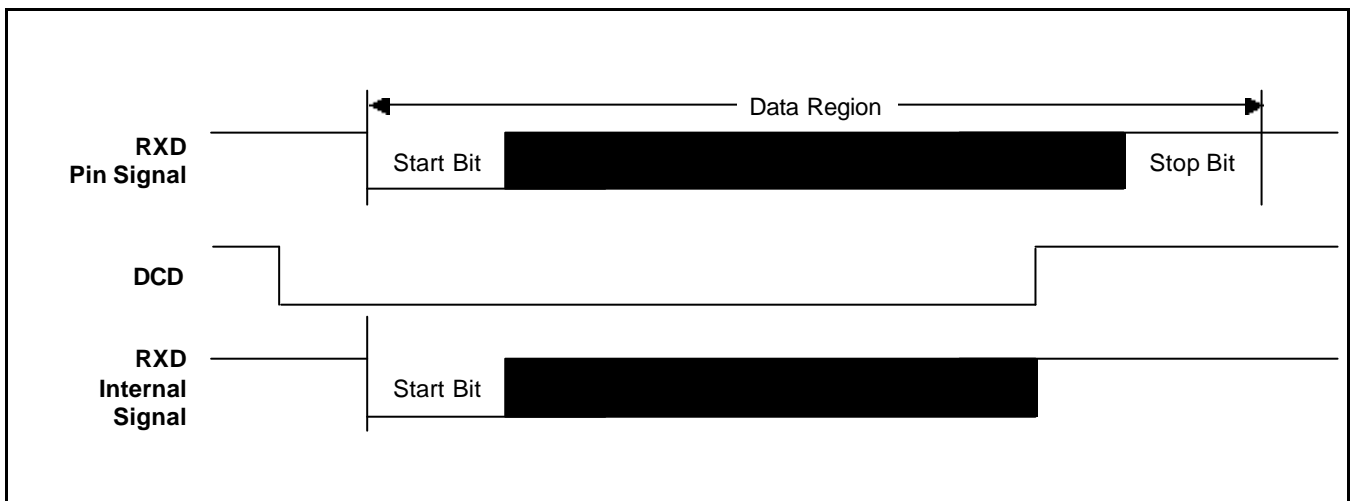 Data Region
RXD
Pin Signal
Start Bit
Stop Bit
DCD
RXD
Internal
Signal
Start Bit